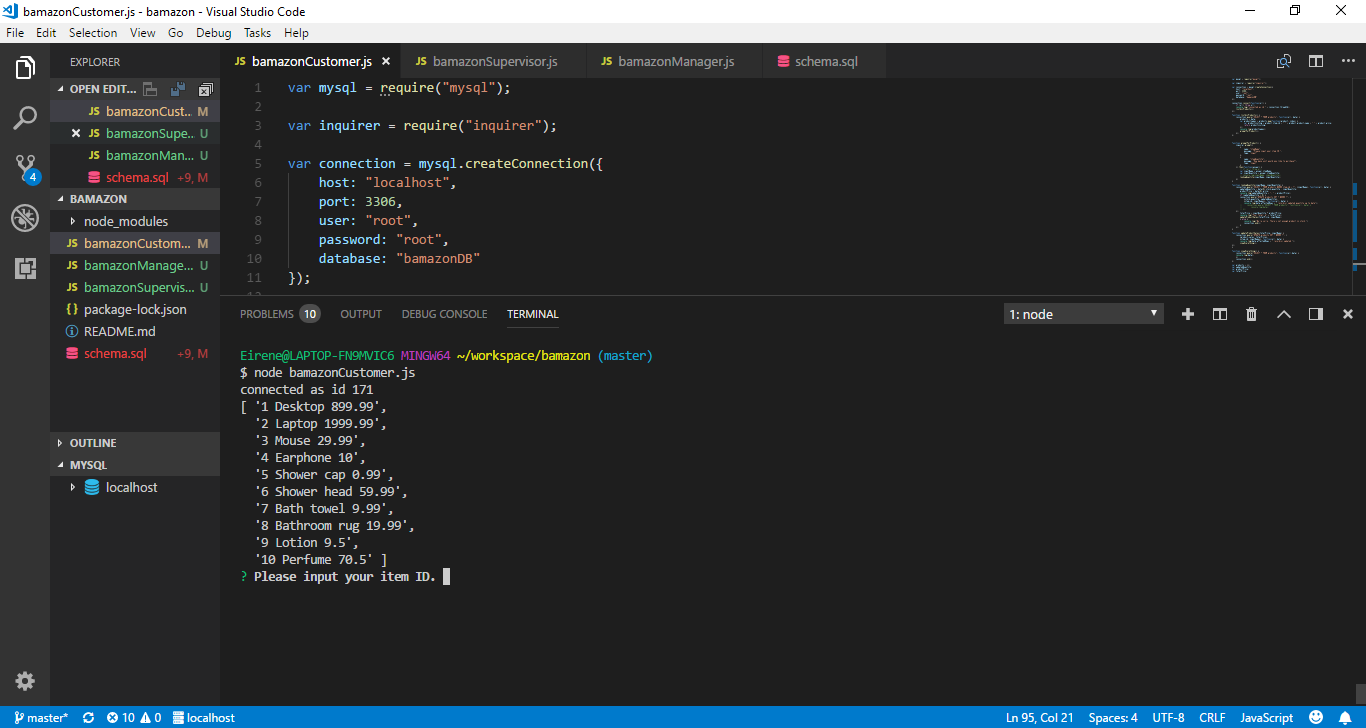 bamazonCustomer.js - bamazon - Visual Studio Code
File Edit Selection View Go Debug Tasks Help
EXPLORER
OPEN EDIT...
JS bamazonCust... M
JS bamazonSupe... U
JS bamazonMan... U
schema.sql +9, M
BAMAZON
node_modules
JS bamazonCustom... M
JS bamazonManage... U
JS bamazonSupervis... U
{} package-lock.json
README.md
schema.sql +9, M
OUTLINE
MYSQL
localhost
4
JS bamazonCustomer.js JS bamazonSupervisor.js JS bamazonManager.js schema.sql
1 var mysql = require("mysql");
2
3 var inquirer = require("inquirer");
4
5 var connection = mysql.createConnection({
6 host: "localhost",
7 port: 3306,
8 user: "root",
9 password: "root",
10 database: "bamazonDB"
11 });
PROBLEMS 10 OUTPUT DEBUG CONSOLE TERMINAL 1: node
Eirene@LAPTOP-FN9MVIC6 MINGW64 ~/workspace/bamazon (master)
$ node bamazonCustomer.js
connected as id 171
[ '1 Desktop 899.99',
'2 Laptop 1999.99',
'3 Mouse 29.99',
'4 Earphone 10',
'5 Shower cap 0.99',
'6 Shower head 59.99',
'7 Bath towel 9.99',
'8 Bathroom rug 19.99',
'9 Lotion 9.5',
'10 Perfume 70.5' ]
? Please input your item ID.
master* 10 0 localhost Ln 95, Col 21 Spaces: 4 UTF-8 CRLF JavaScript